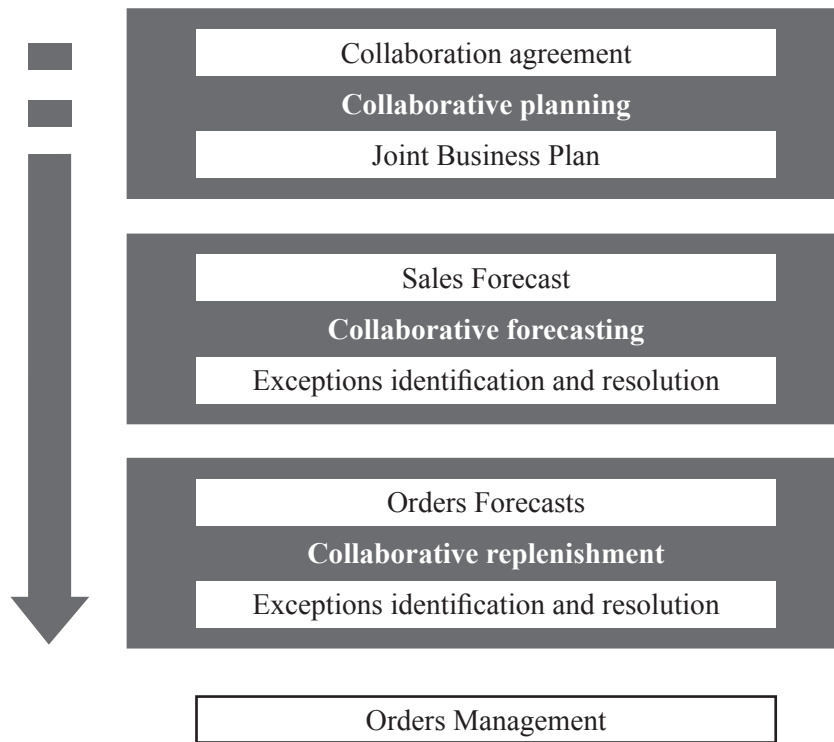 Collaboration agreement
Collaborative planning
Joint Business Plan
Sales Forecast
Collaborative forecasting
Exceptions identification and resolution
Orders Forecasts
Collaborative replenishment
Exceptions identification and resolution
Orders Management